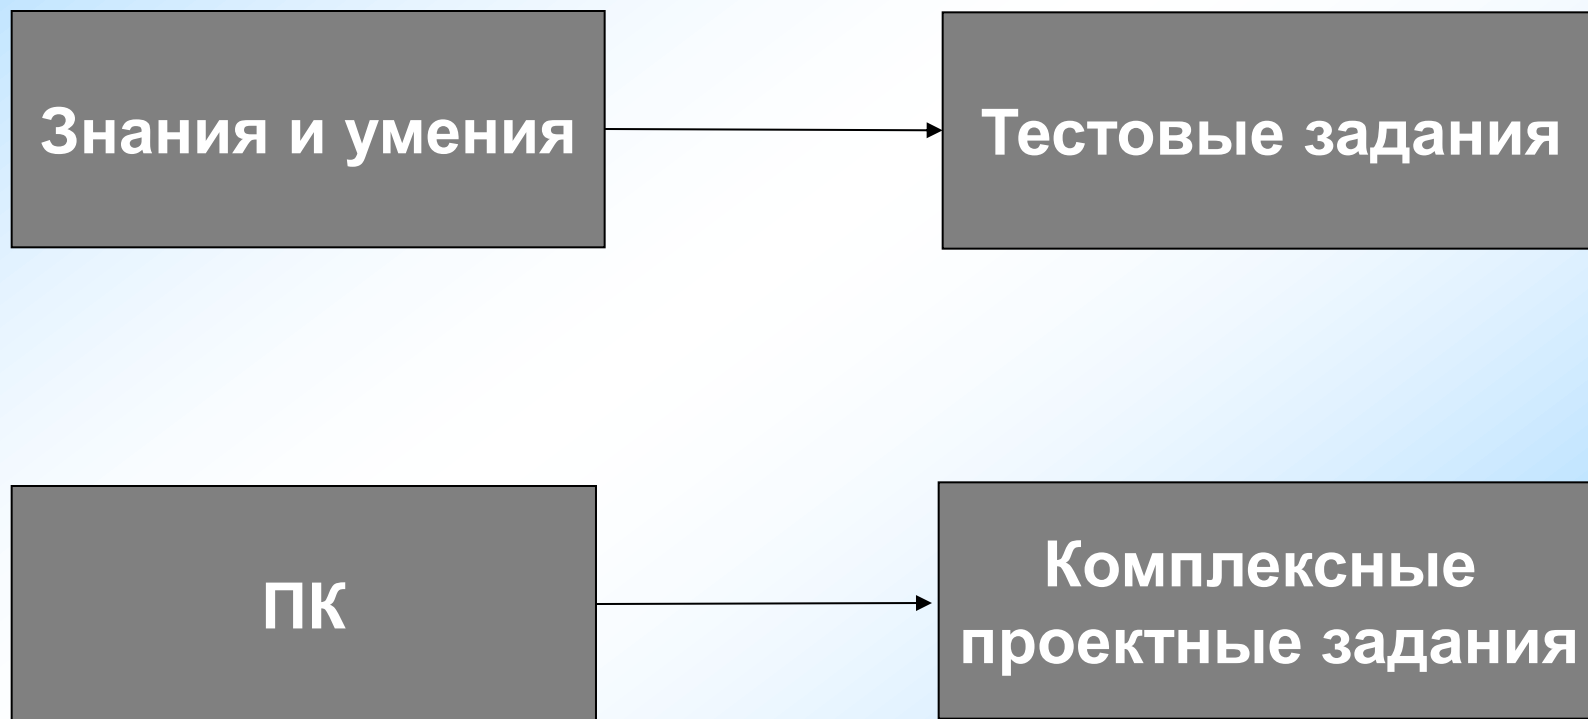 Знания и умения
Тестовые задания
ПК
Комплексные
проектные задания